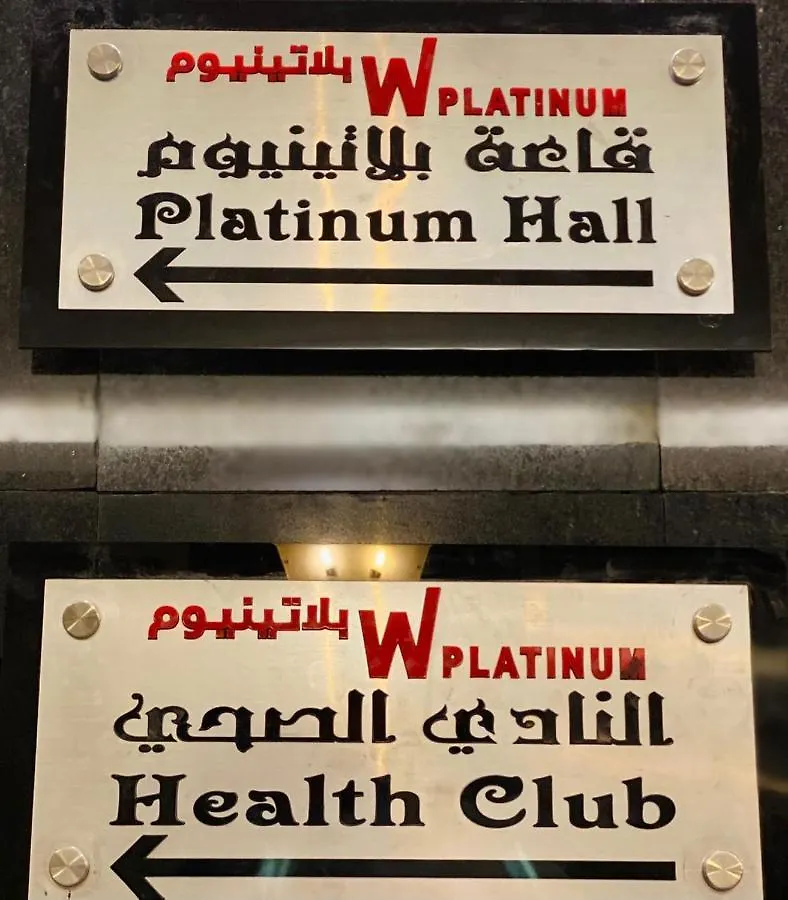 بلاتينيوم W PLATINUM
قاعة بلاتينيوم
Platinum Hall
بلاتينيوم W PLATINUM
النادي الصحي
Health Club